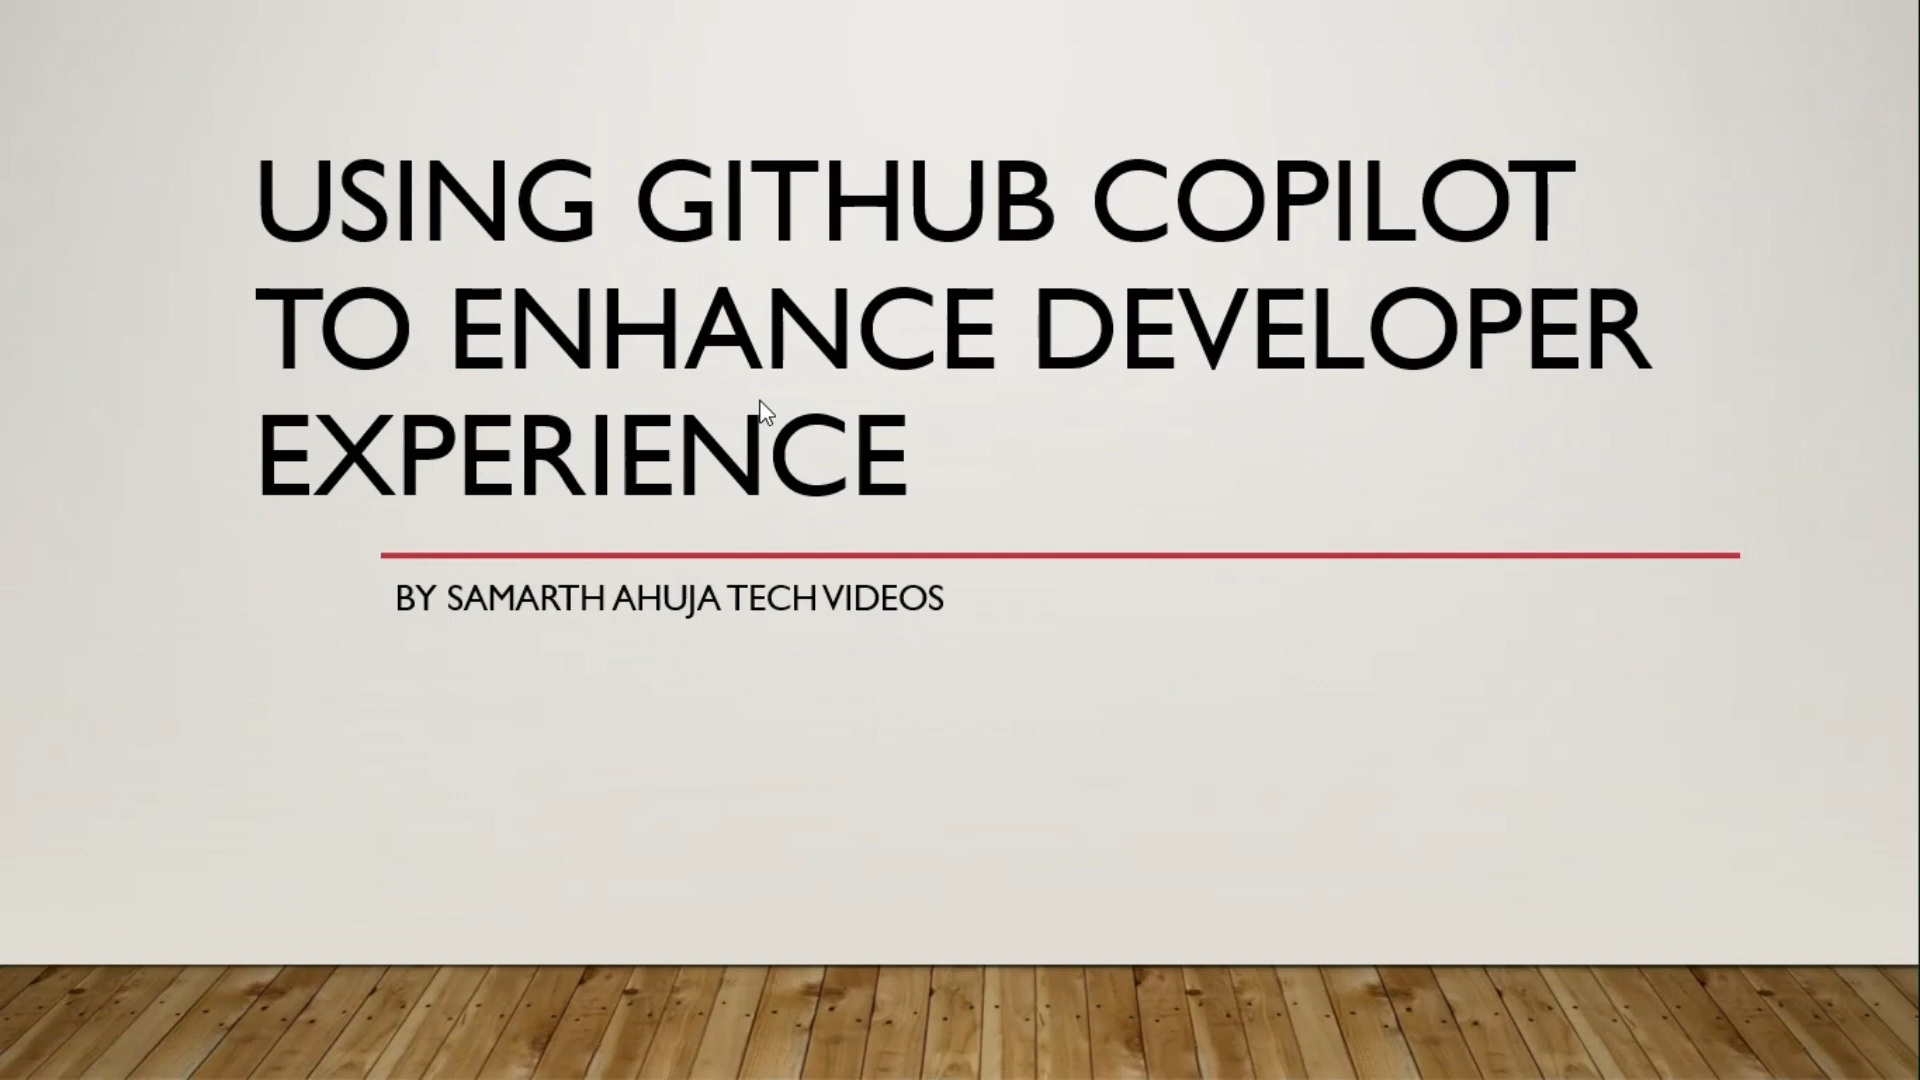 USING GITHUB COPILOT
TO ENHANCE DEVELOPER
EXPERIENCE
BY SAMARTH AHUJA TECH VIDEOS